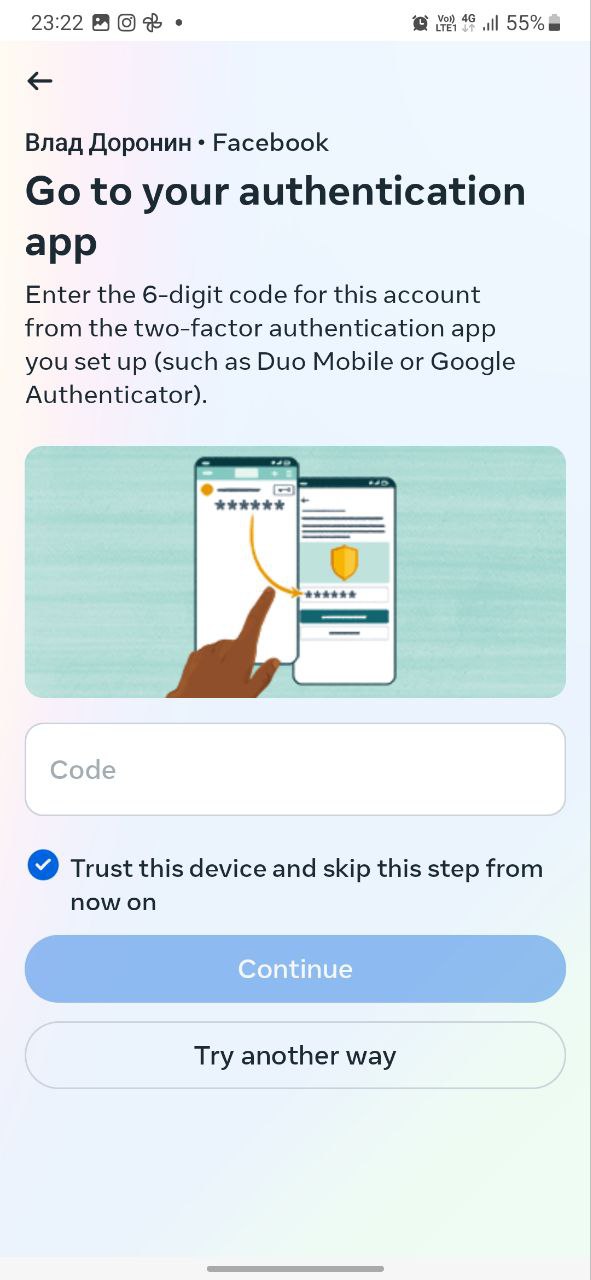 23:22 Vo)) LTE1 4G 55%
Влад Доронин • Facebook
Go to your authentication
app
Enter the 6-digit code for this account
from the two-factor authentication app
you set up (such as Duo Mobile or Google
Authenticator).
Code
Trust this device and skip this step from
now on
Continue
Try another way